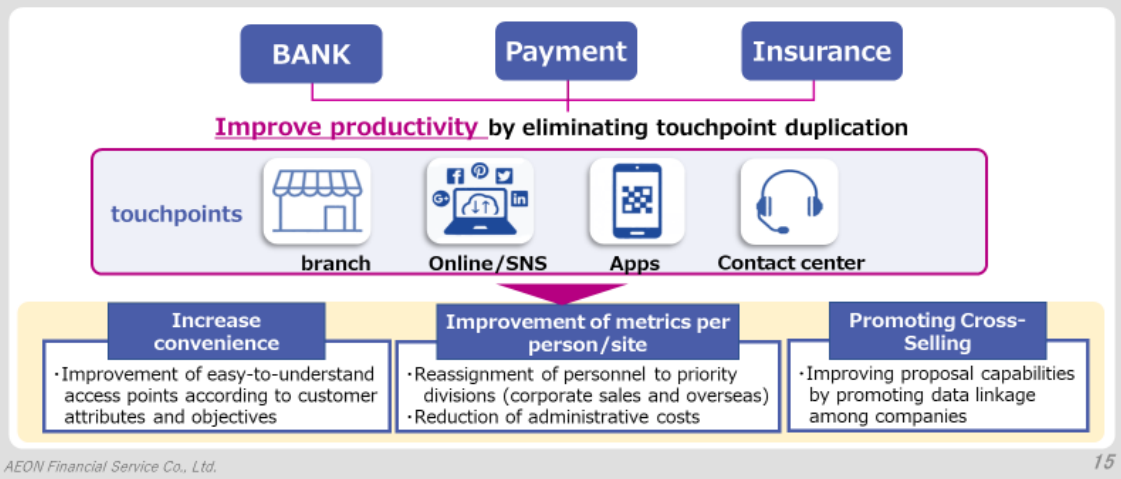 BANK
Payment
Insurance
Improve productivity by eliminating touchpoint duplication
touchpoints
branch
Online/SNS
Apps
Contact center
Increase
convenience
・Improvement of easy-to-understand
access points according to customer
attributes and objectives
Improvement of metrics per
person/site
・Reassignment of personnel to priority
divisions (corporate sales and overseas)
・Reduction of administrative costs
Promoting Cross-
Selling
・Improving proposal capabilities
by promoting data linkage
among companies
AEON Financial Service Co., Ltd.
15